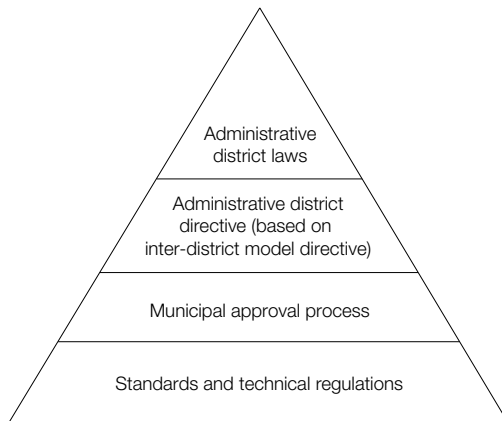 Administrative
district laws
Administrative district
directive (based on
inter-district model directive)
Municipal approval process
Standards and technical regulations